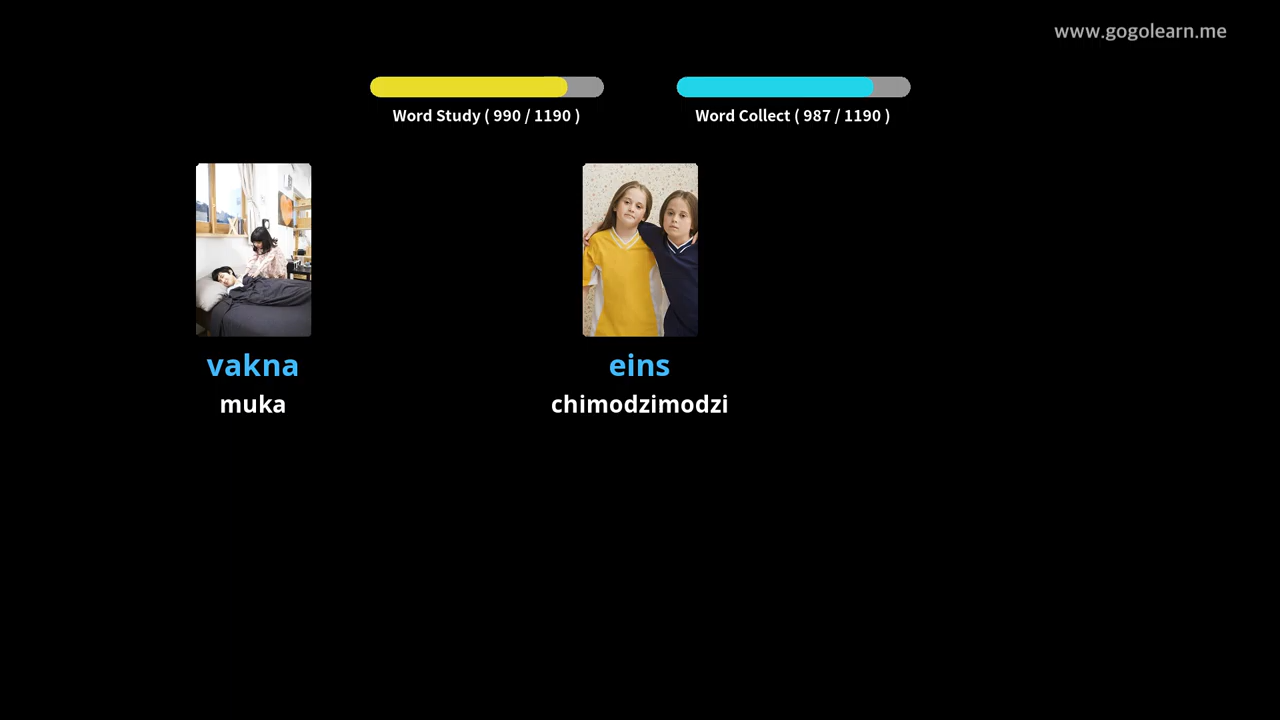 www.gogolearn.me
Word Study ( 990 / 1190 )
Word Collect ( 987 / 1190 )
vakna
muka
eins
chimodzimodzi